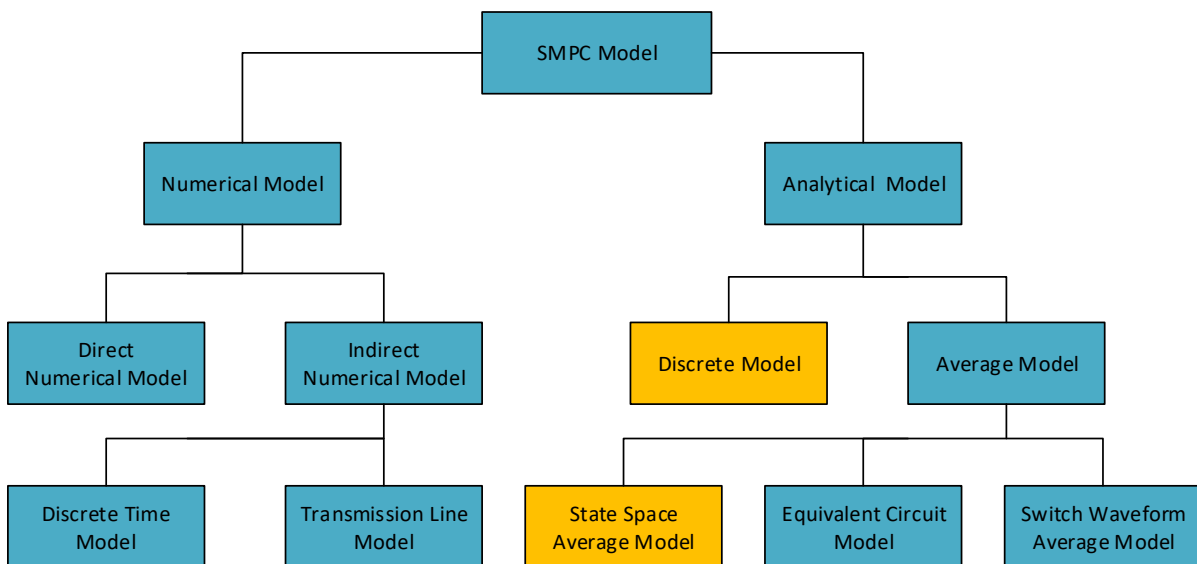 SMPC Model
Numerical Model
Analytical Model
Direct
Numerical Model
Indirect
Numerical Model
Discrete Model
Average Model
Discrete Time
Model
Transmission Line
Model
State Space
Average Model
Equivalent Circuit
Model
Switch Waveform
Average Model